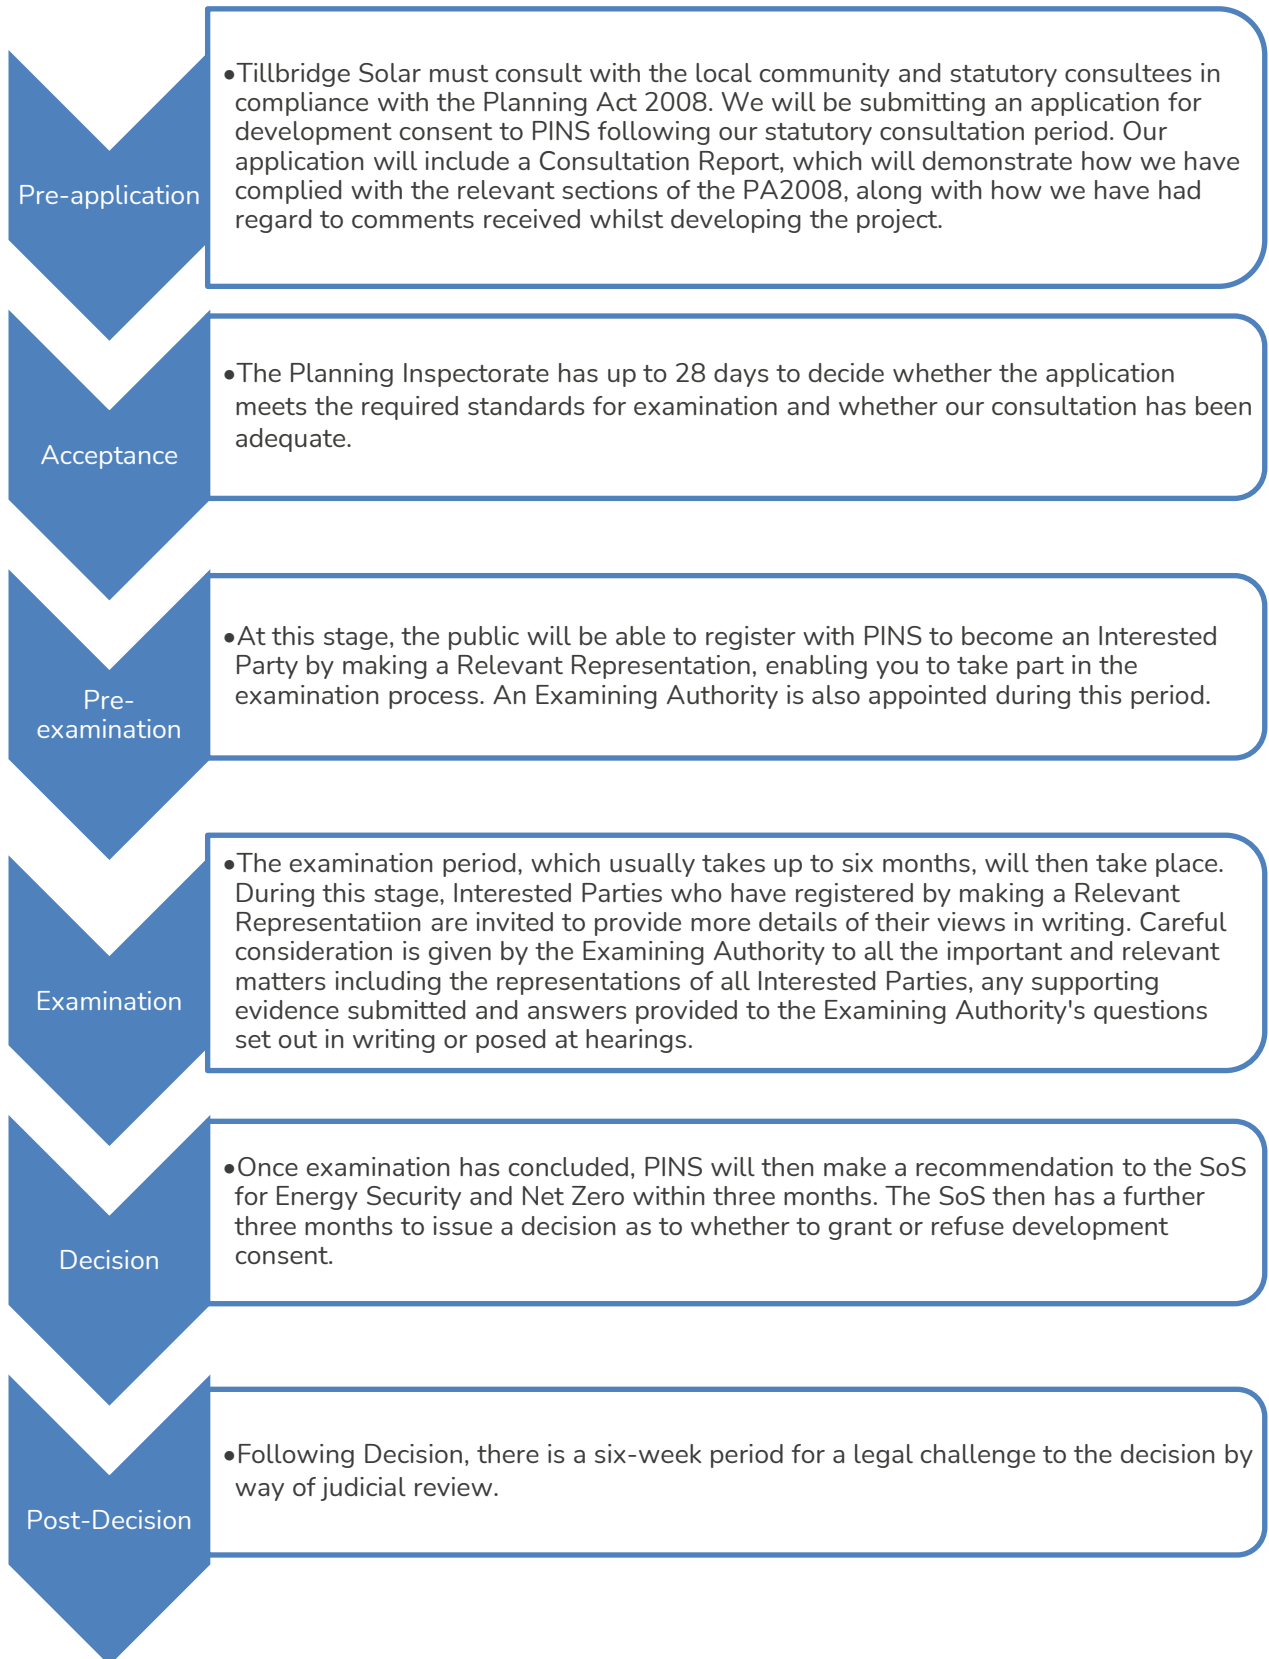 Pre-application
•Tillbridge Solar must consult with the local community and statutory consultees in
compliance with the Planning Act 2008. We will be submitting an application for
development consent to PINS following our statutory consultation period. Our
application will include a Consultation Report, which will demonstrate how we have
complied with the relevant sections of the PA2008, along with how we have had
regard to comments received whilst developing the project.
Acceptance
•The Planning Inspectorate has up to 28 days to decide whether the application
meets the required standards for examination and whether our consultation has been
adequate.
Pre-
examination
•At this stage, the public will be able to register with PINS to become an Interested
Party by making a Relevant Representation, enabling you to take part in the
examination process. An Examining Authority is also appointed during this period.
Examination
•The examination period, which usually takes up to six months, will then take place.
During this stage, Interested Parties who have registered by making a Relevant
Representatiion are invited to provide more details of their views in writing. Careful
consideration is given by the Examining Authority to all the important and relevant
matters including the representations of all Interested Parties, any supporting
evidence submitted and answers provided to the Examining Authority's questions
set out in writing or posed at hearings.
Decision
•Once examination has concluded, PINS will then make a recommendation to the SoS
for Energy Security and Net Zero within three months. The SoS then has a further
three months to issue a decision as to whether to grant or refuse development
consent.
Post-Decision
•Following Decision, there is a six-week period for a legal challenge to the decision by
way of judicial review.